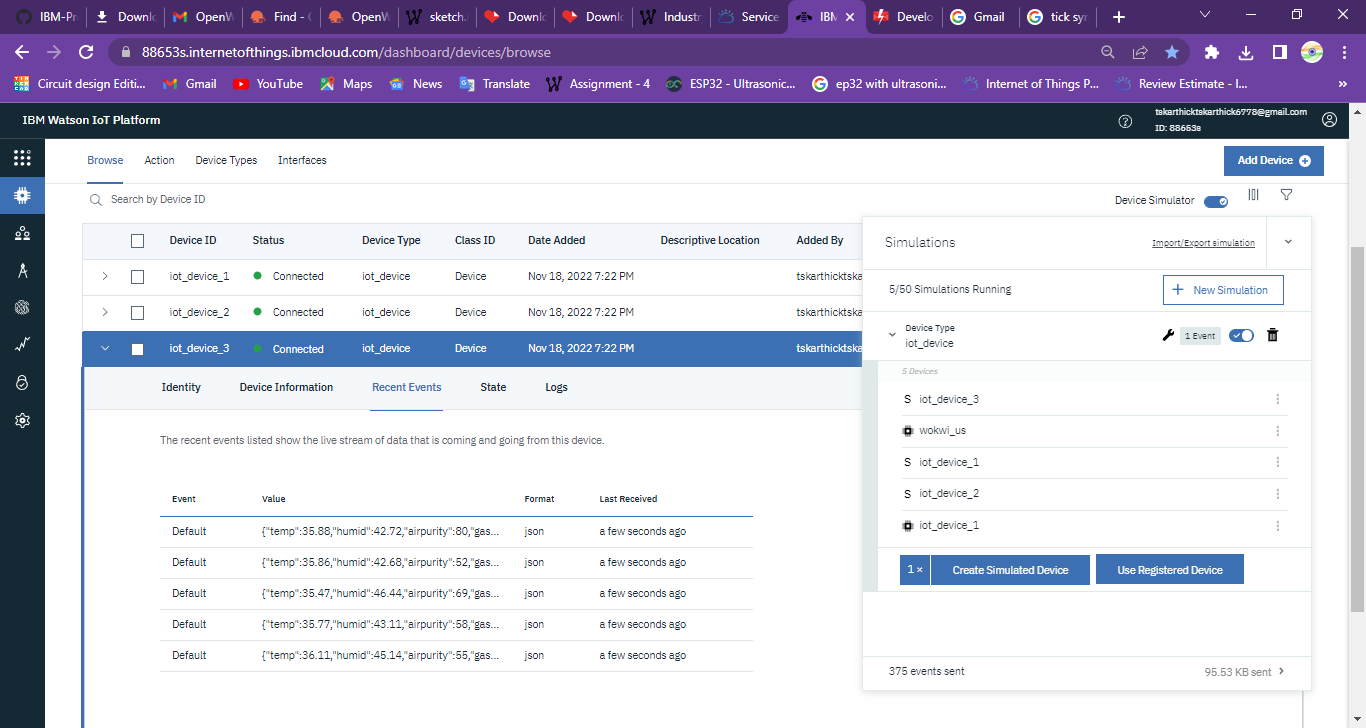 IBM-Pr
Downl
OpenW
Find - (
OpenW
sketch.
Downl
Downl
Industr
Service
IBM
Develo
Gmail
tick syr
88653s.internetofthings.ibmcloud.com/dashboard/devices/browse
Circuit design Editi...
Gmail
YouTube
Maps
News
Translate
Assignment - 4
ESP32 - Ultrasonic...
ep32 with ultrasoni...
Internet of Things P...
Review Estimate - I...
»
IBM Watson IoT Platform
tskarthicktskarthick6778@gmail.com
ID: 88653s
Browse
Action
Device Types
Interfaces
Add Device
Search by Device ID
Device Simulator
Device ID Status Device Type Class ID Date Added Descriptive Location Added By
iot_device_1 Connected iot_device Device Nov 18, 2022 7:22 PM tskarthicktska
iot_device_2 Connected iot_device Device Nov 18, 2022 7:22 PM tskarthicktska
iot_device_3 Connected iot_device Device Nov 18, 2022 7:22 PM tskarthicktska
Identity
Device Information
Recent Events
State
Logs
The recent events listed show the live stream of data that is coming and going from this device.
Event Value Format Last Received
Default {"temp":35.88,"humid":42.72,"airpurity":80,"gas... json a few seconds ago
Default {"temp":35.86,"humid":42.68,"airpurity":52,"gas... json a few seconds ago
Default {"temp":35.47,"humid":46.44,"airpurity":69,"gas... json a few seconds ago
Default {"temp":35.77,"humid":43.11,"airpurity":58,"gas... json a few seconds ago
Default {"temp":36.11,"humid":45.14,"airpurity":55,"gas... json a few seconds ago
Simulations
Import/Export simulation
5/50 Simulations Running
+ New Simulation
Device Type
iot_device
1 Event
5 Devices
S iot_device_3
wokwi_us
S iot_device_1
S iot_device_2
iot_device_1
1 ×
Create Simulated Device
Use Registered Device
375 events sent
95.53 KB sent